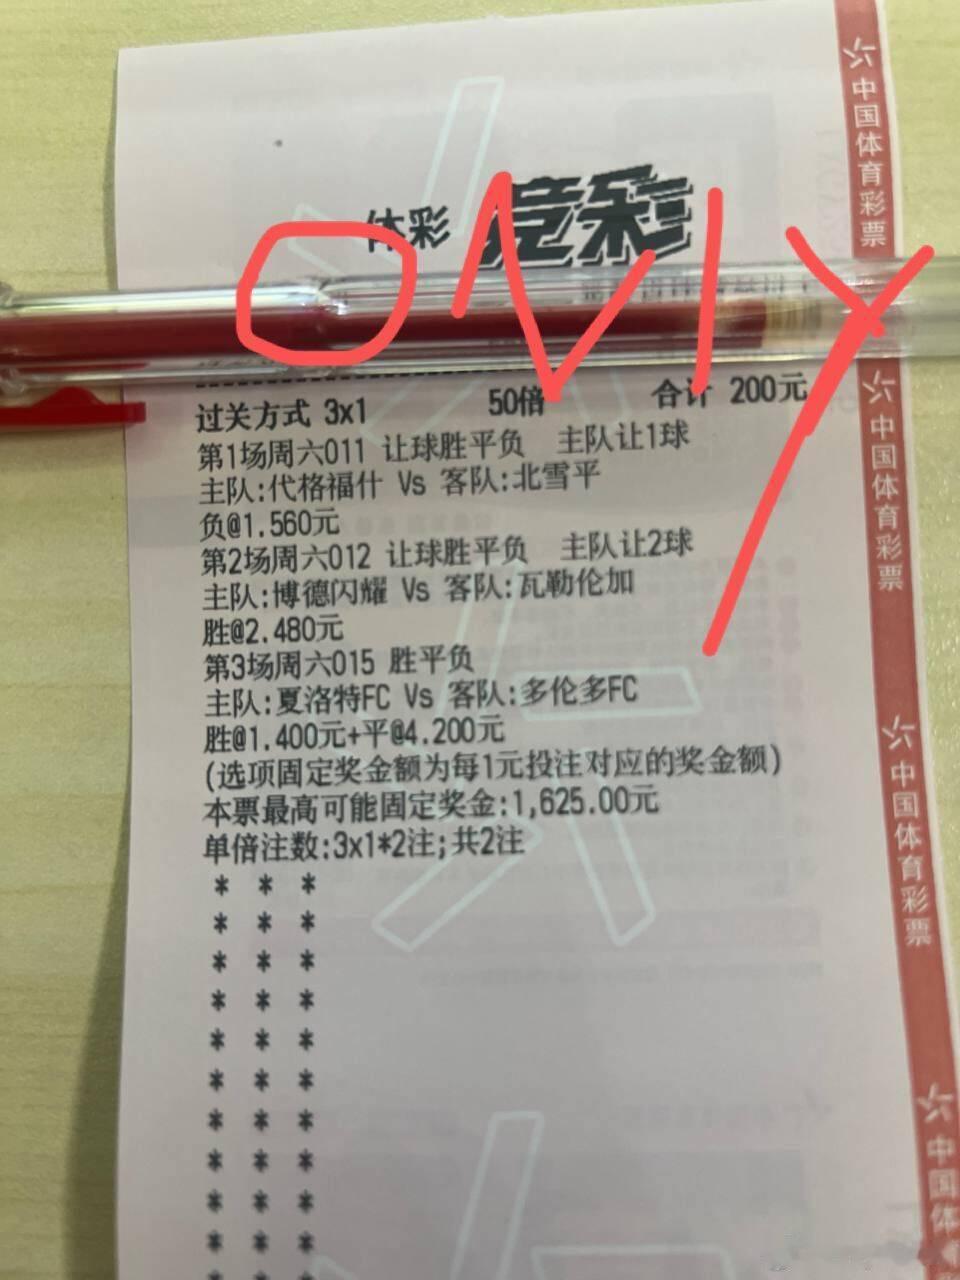 体彩 竞彩
ONLY
过关方式 3x1 50倍 合计 200元
第1场周六011 让球胜平负 主队让1球
主队:代格福什 Vs 客队:北雪平
负@1.560元
第2场周六012 让球胜平负 主队让2球
主队:博德闪耀 Vs 客队:瓦勒伦加
胜@2.480元
第3场周六015 胜平负
主队:夏洛特FC Vs 客队:多伦多FC
胜@1.400元+平@4.200元
(选项固定奖金额为每1元投注对应的奖金额)
本票最高可能固定奖金:1,625.00元
单倍注数:3x1*2注;共2注
* * *
* * *
* * *
* * *
* * *
* * *
* * *
* * *
* * *
* * *
* * *
中国体育彩票
中国体育彩票
中国体育彩票
中国体